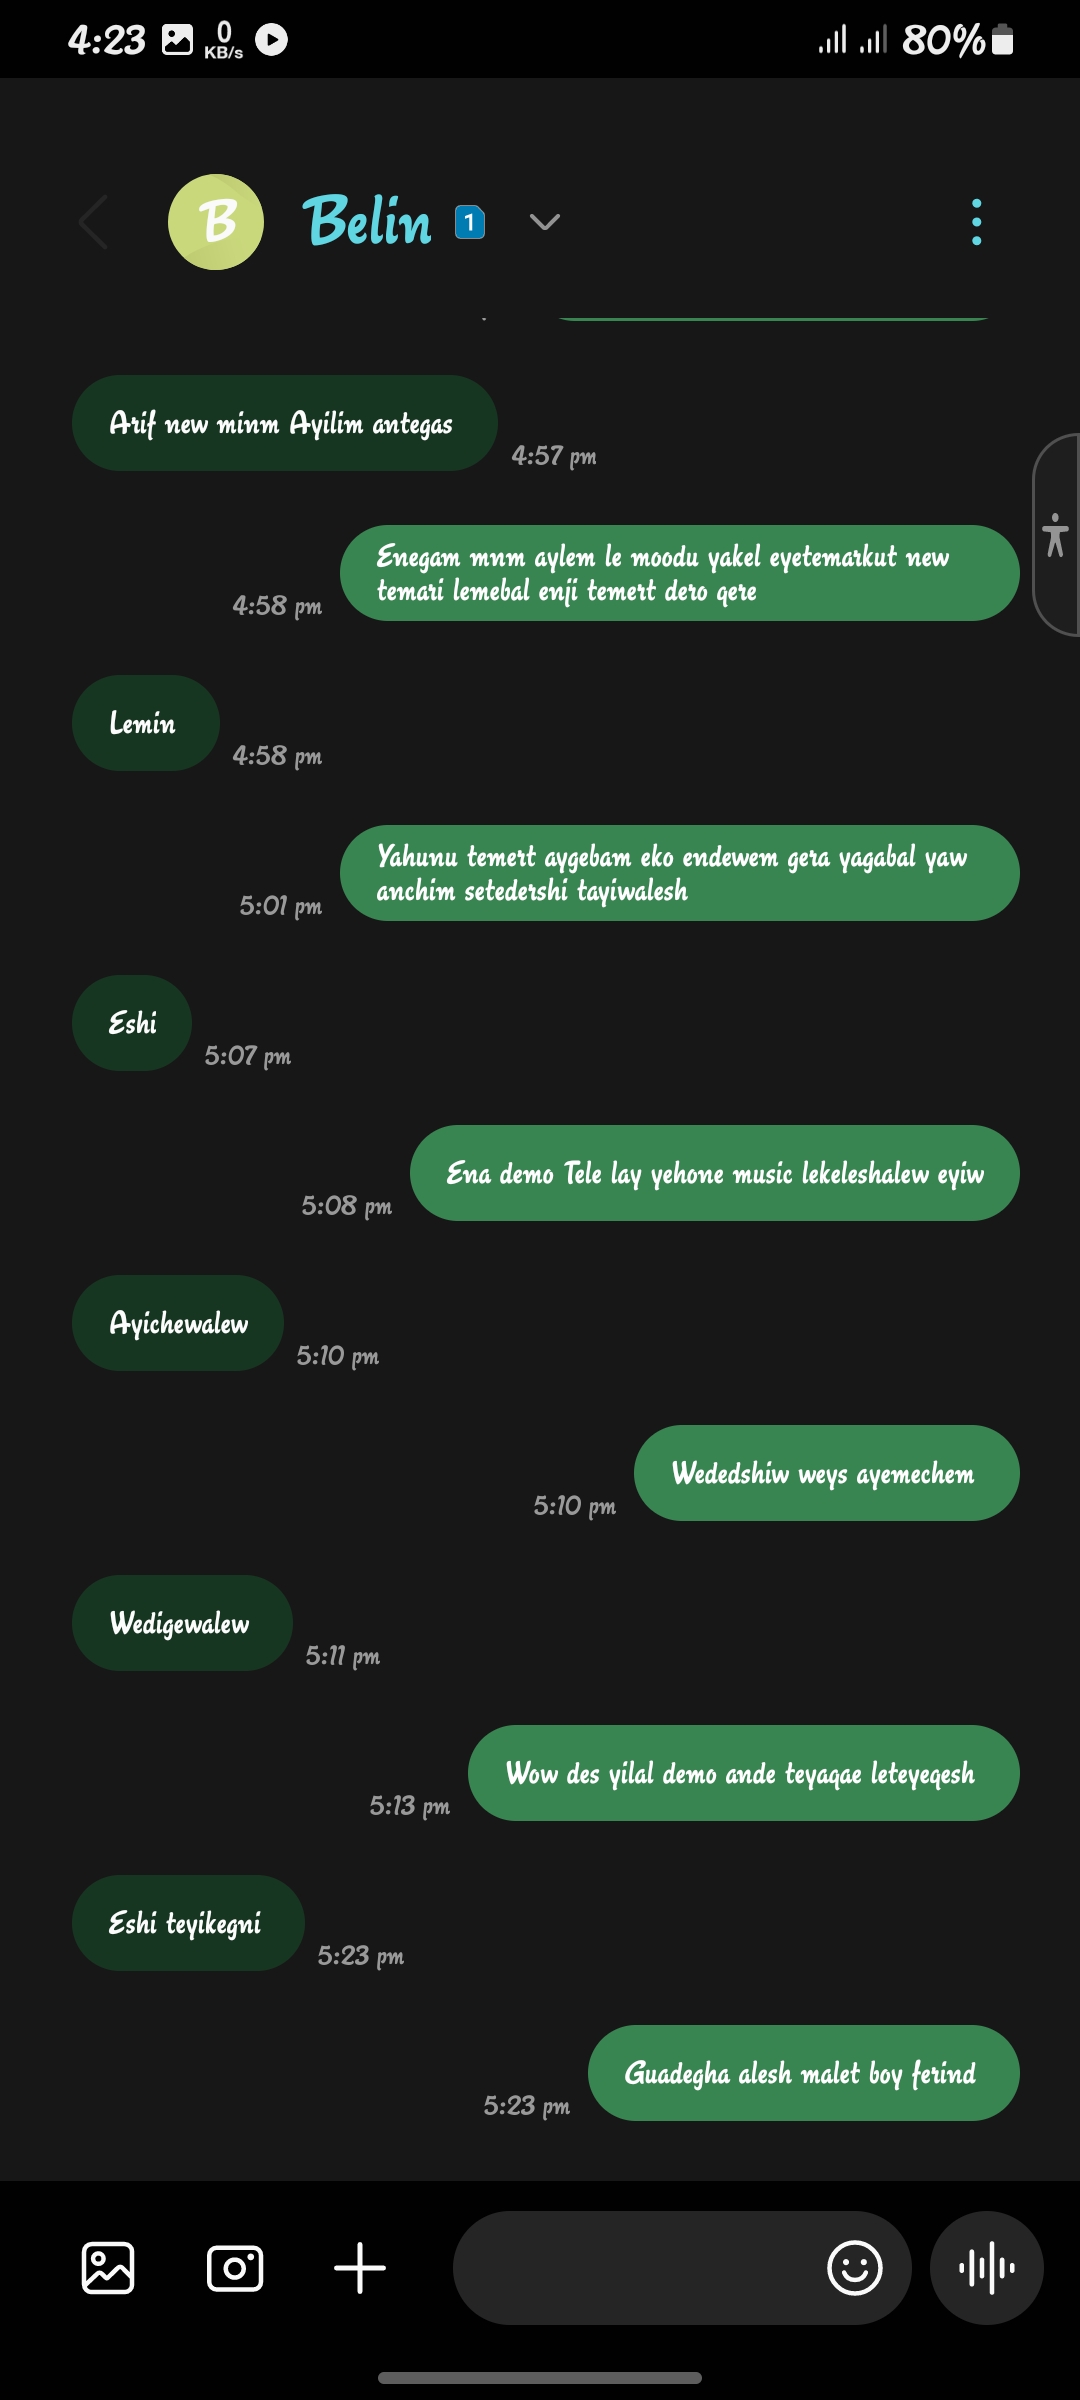 4:23
0
KB/s
80%
B
Belin
1
Arif new minm Ayilim antegas
4:57 pm
Enegam mnm aylem le moodu yakel eyetemarkut new
temari lemebal enji temert dero qere
4:58 pm
Lemin
4:58 pm
Yahunu temert aygebam eko endewem gera yagabal yaw
anchim setedershi tayiwalesh
5:01 pm
Eshi
5:07 pm
Ena demo Tele lay yehone music lekeleshalew eyiw
5:08 pm
Ayichewalew
5:10 pm
Wededshiw weys ayemechem
5:10 pm
Wedigewalew
5:11 pm
Wow des yilal demo ande teyaqae leteyeqesh
5:13 pm
Eshi teyikegni
5:23 pm
Guadegha alesh malet boy ferind
5:23 pm